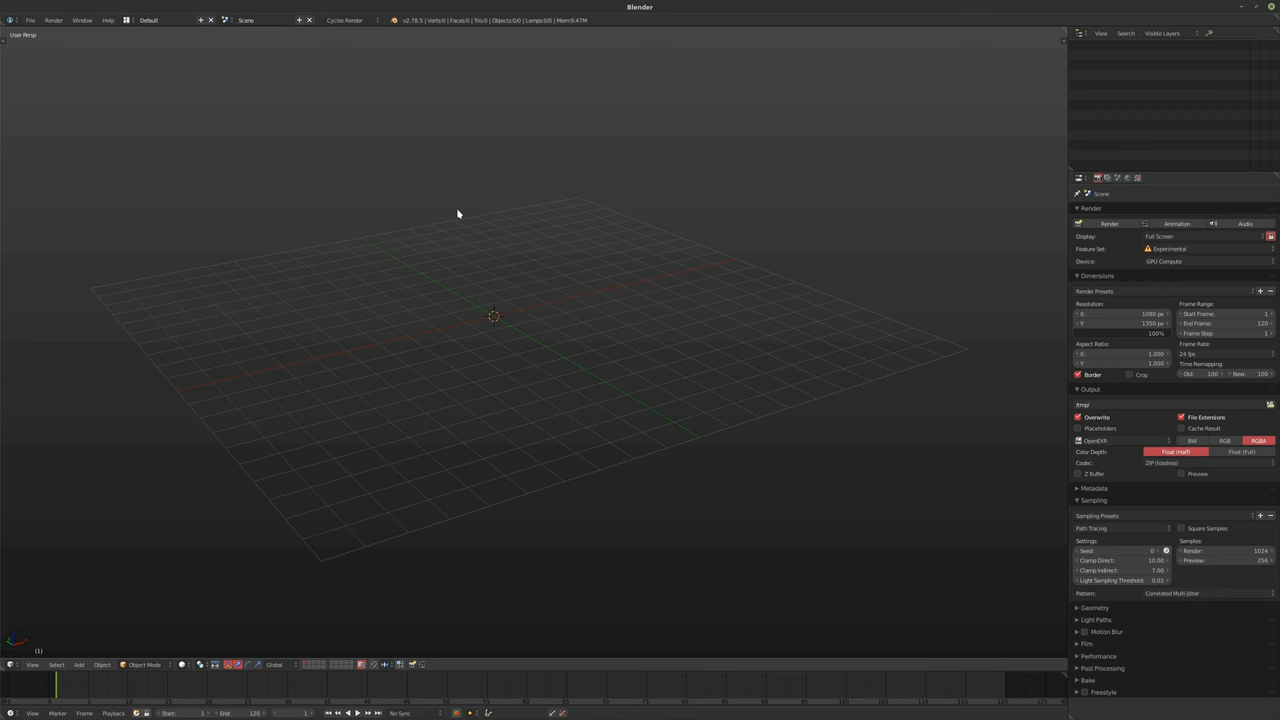 Blender
File Render Window Help Default Scene Cycles Render v2.78.5 | Verts:0 | Faces:0 | Tris:0 | Objects:0/0 | Lamps:0/0 | Mem:9.47M
View Search Visible Layers
User Persp
Scene
Render
Render Animation Audio
Display: Full Screen
Feature Set: Experimental
Device: GPU Compute
Dimensions
Render Presets
Resolution: Frame Range:
X: 1080 px Start Frame: 1
Y: 1350 px End Frame: 120
100% Frame Step: 1
Aspect Ratio: Frame Rate:
X: 1.000 24 fps
Y: 1.000 Time Remapping:
Border Crop Old: 100 New: 100
Output
/tmp/
Overwrite File Extensions
Placeholders Cache Result
OpenEXR BW RGB RGBA
Color Depth: Float (Half) Float (Full)
Codec: ZIP (lossless)
Z Buffer Preview
Metadata
Sampling
Sampling Presets
Path Tracing Square Samples
Settings: Samples:
Seed: 0 Render: 1024
Clamp Direct: 10.00 Preview: 256
Clamp Indirect: 7.00
Light Sampling Threshold: 0.01
Pattern: Correlated Multi-Jitter
Geometry
Light Paths
Motion Blur
Film
Performance
Post Processing
Bake
Freestyle
(1)
View Select Add Object Object Mode Global
View Marker Frame Playback Start: 1 End: 120 1 No Sync